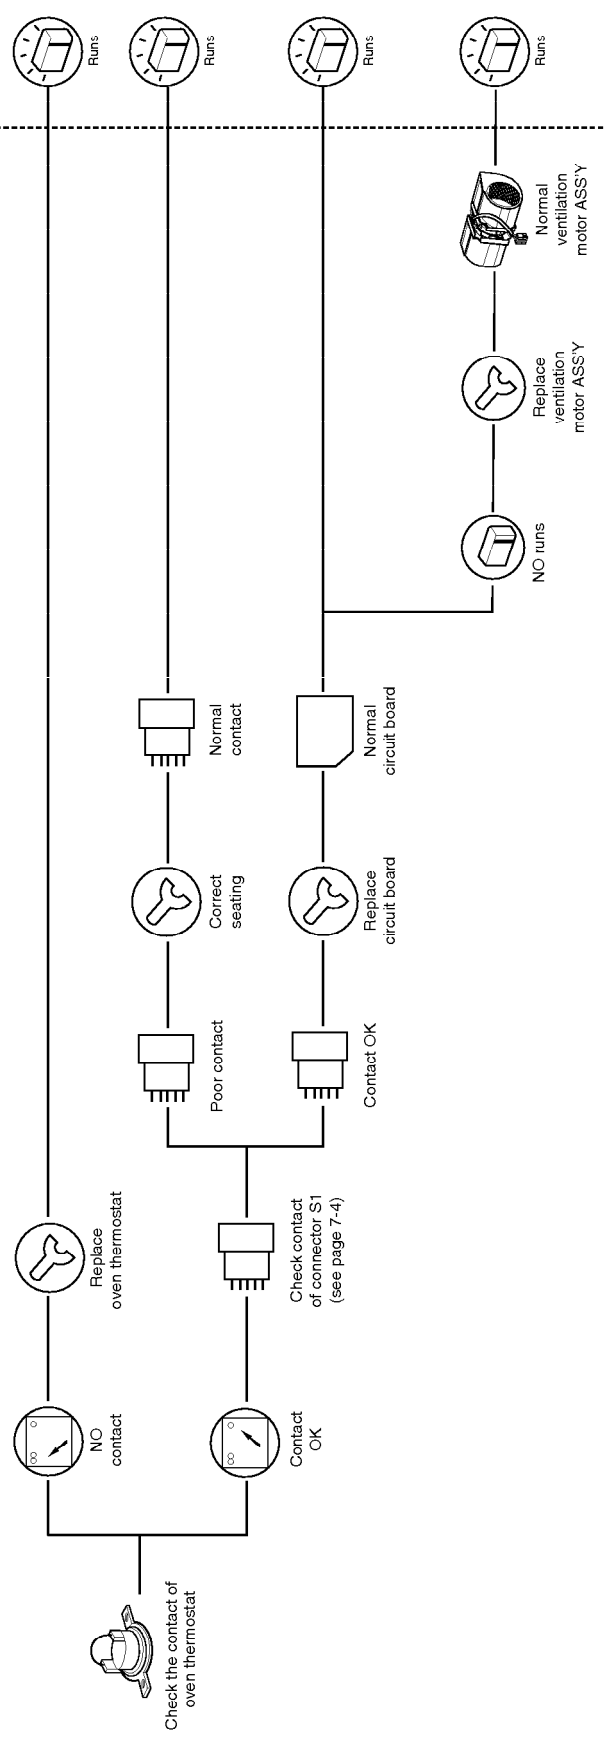 Check the contact of
oven thermostat
NO
contact
Replace
oven thermostat
Runs
Contact
OK
Check contact
of connector S1
(see page 7-4)
Poor contact
Correct
seating
Normal
contact
Runs
Contact OK
Replace
circuit board
Normal
circuit board
Runs
NO runs
Replace
ventilation
motor ASS'Y
Normal
ventilation
motor ASS'Y
Runs